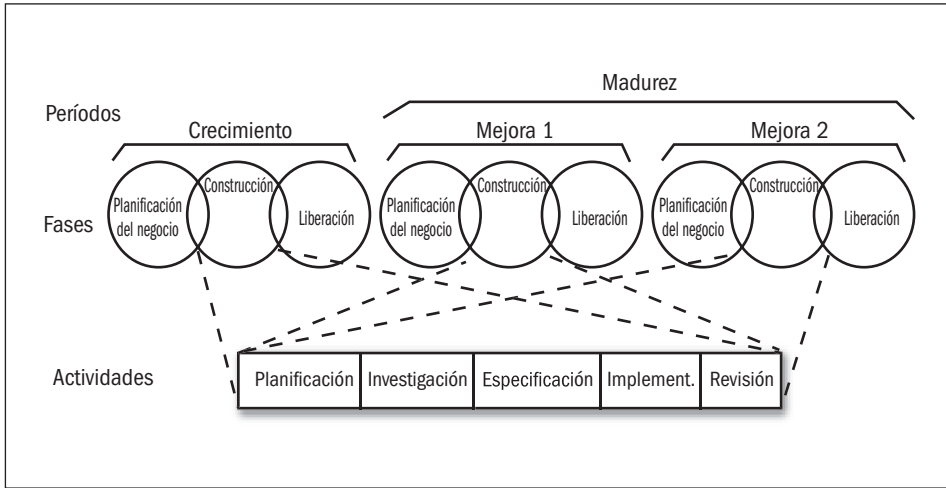 Madurez
Períodos
Crecimiento
Mejora 1
Mejora 2
Fases
Planificación
del negocio
Construcción
Liberación
Planificación
del negocio
Construcción
Liberación
Planificación
del negocio
Construcción
Liberación
Actividades
Planificación
Investigación
Especificación
Implement.
Revisión